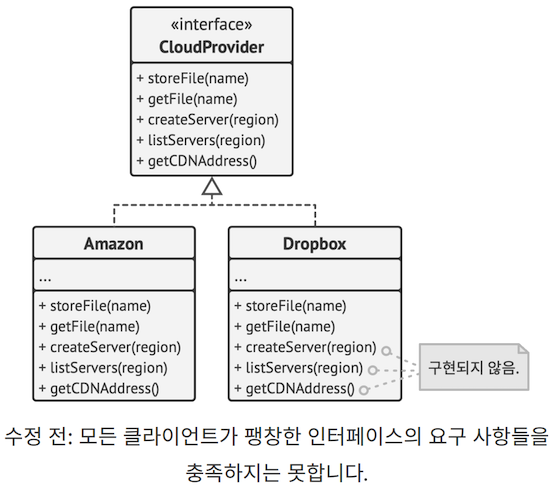 «interface»
CloudProvider
+ storeFile(name)
+ getFile(name)
+ createServer(region)
+ listServers(region)
+ getCDNAddress()
Amazon
...
+ storeFile(name)
+ getFile(name)
+ createServer(region)
+ listServers(region)
+ getCDNAddress()
Dropbox
...
+ storeFile(name)
+ getFile(name)
+ createServer(region)
+ listServers(region)
+ getCDNAddress()
구현되지 않음.
수정 전: 모든 클라이언트가 팽창한 인터페이스의 요구 사항들을
충족하지는 못합니다.